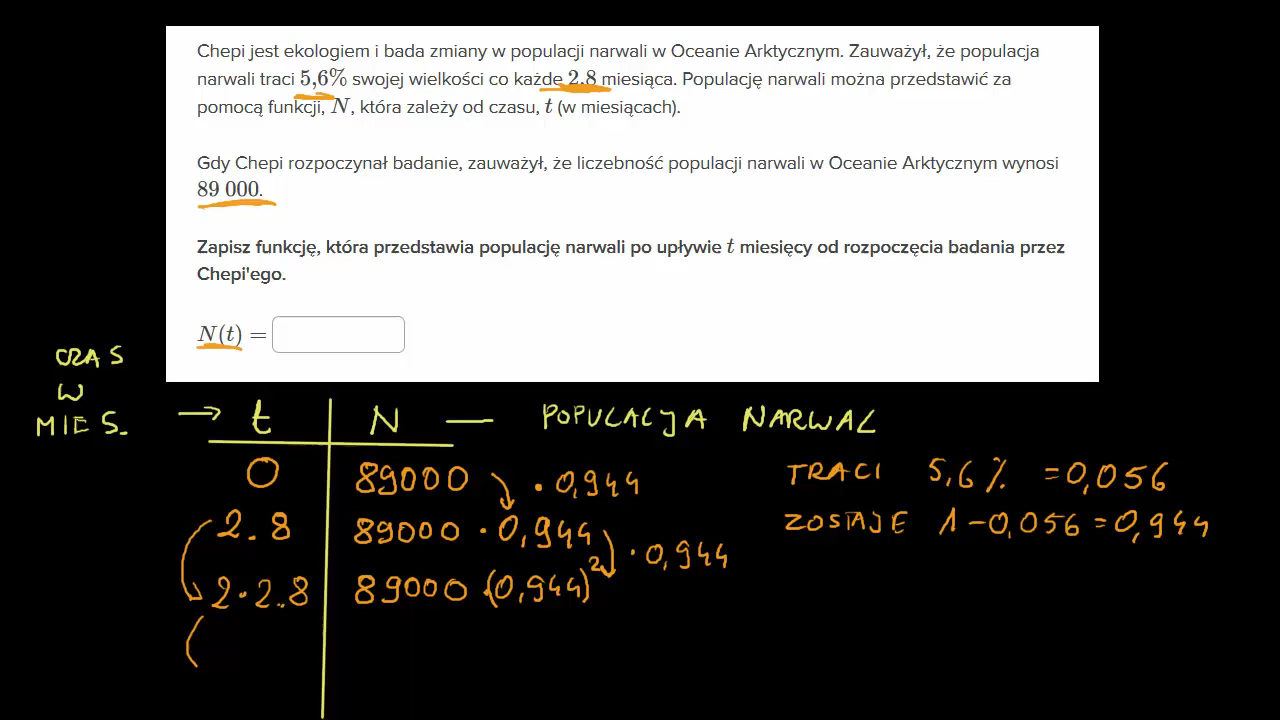 Chepi jest ekologiem i bada zmiany w populacji narwali w Oceanie Arktycznym. Zauważył, że populacja
narwali traci 5,6% swojej wielkości co każde 2.8 miesiąca. Populację narwali można przedstawić za
pomocą funkcji, N, która zależy od czasu, t (w miesiącach).
Gdy Chepi rozpoczynał badanie, zauważył, że liczebność populacji narwali w Oceanie Arktycznym wynosi
89 000.
Zapisz funkcję, która przedstawia populację narwali po upływie t miesięcy od rozpoczęcia badania przez
Chepi'ego.
N(t) =
CZAS
W
MIES. → t N — POPULACJA NARWAL
0 89000 · 0,944
2.8 89000 · 0,944 · 0,944
2·2.8 89000 · (0,944)²
TRACI 5,6% = 0,056
ZOSTAJE 1-0,056=0,944